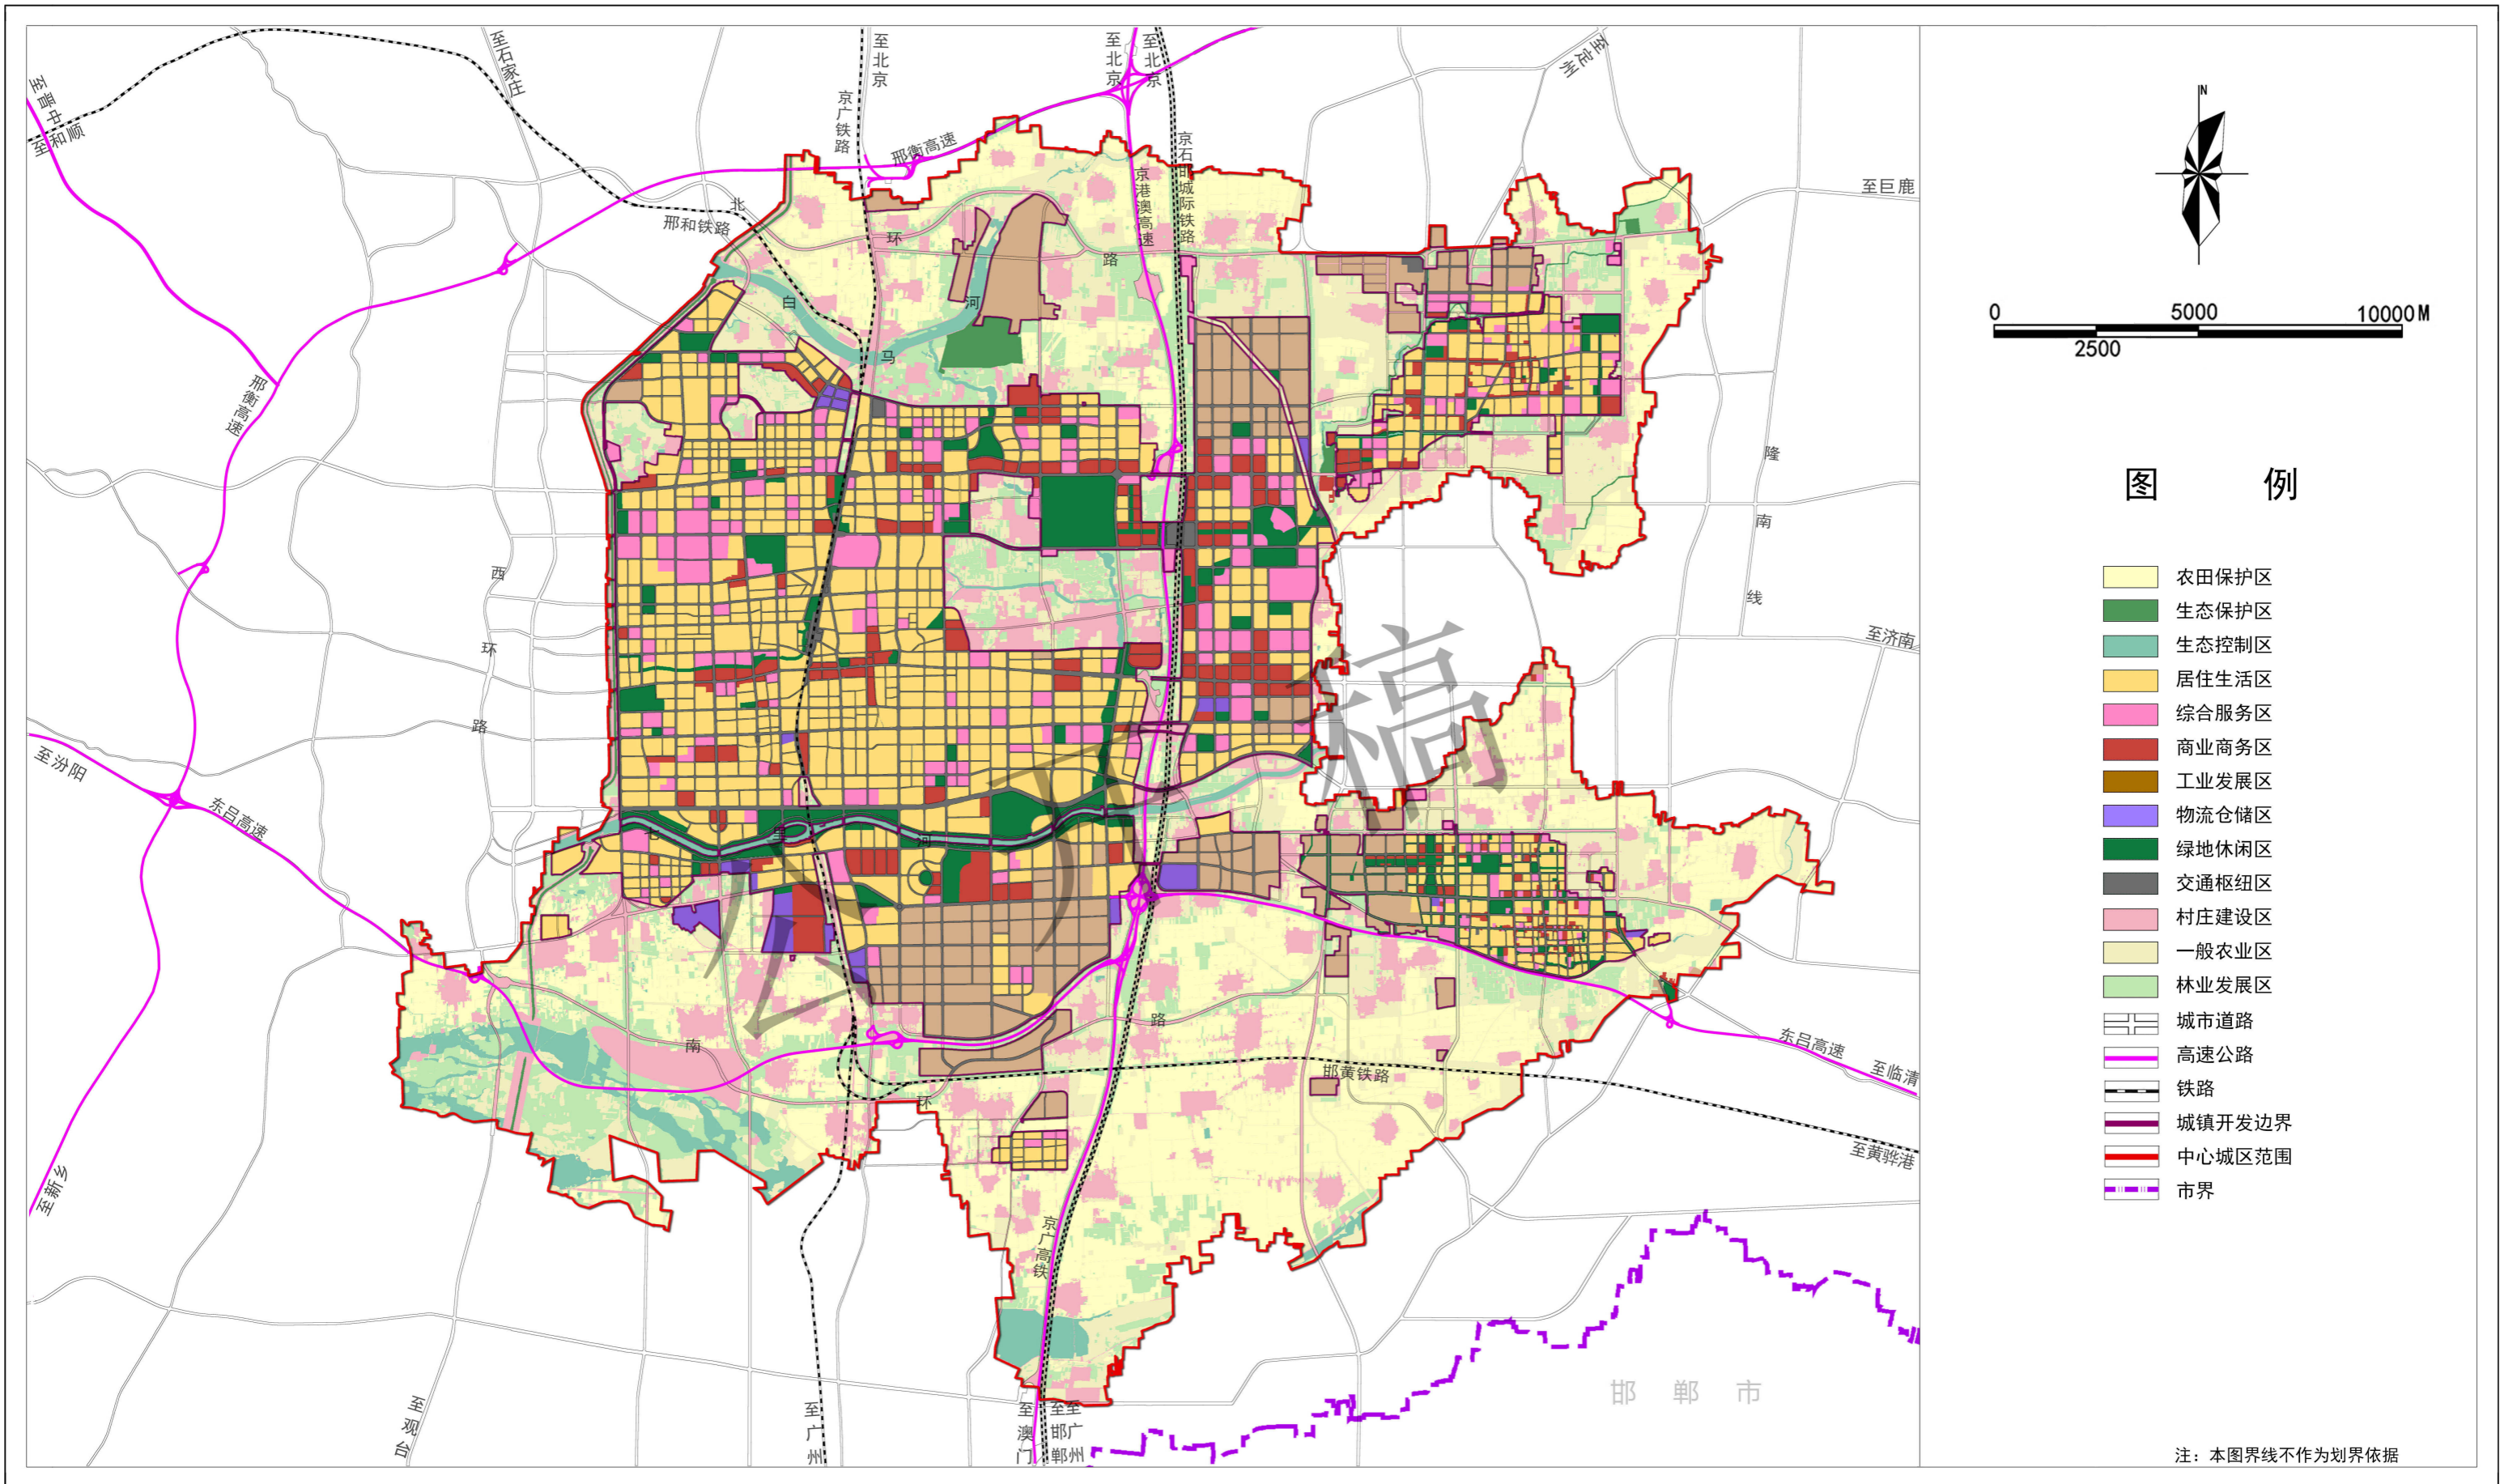 至石家庄
至北京
至北京
至北京
至定州
至晋中
至和顺
京广铁路
邢衡高速
京港澳高速
京石邯城际铁路
至巨鹿
邢和铁路
北环路
白马河
邢衡高速
隆南线
西环路
至济南
至汾阳
东吕高速
七里河
南环路
东吕高速
至临清
邯黄铁路
至黄骅港
至新乡
京广高铁
至观台
至广州
至澳门
至邯郸
至广州
邯郸市
公开稿
N
0
5000
10000M
2500
图例
农田保护区
生态保护区
生态控制区
居住生活区
综合服务区
商业商务区
工业发展区
物流仓储区
绿地休闲区
交通枢纽区
村庄建设区
一般农业区
林业发展区
城市道路
高速公路
铁路
城镇开发边界
中心城区范围
市界
注：本图界线不作为划界依据